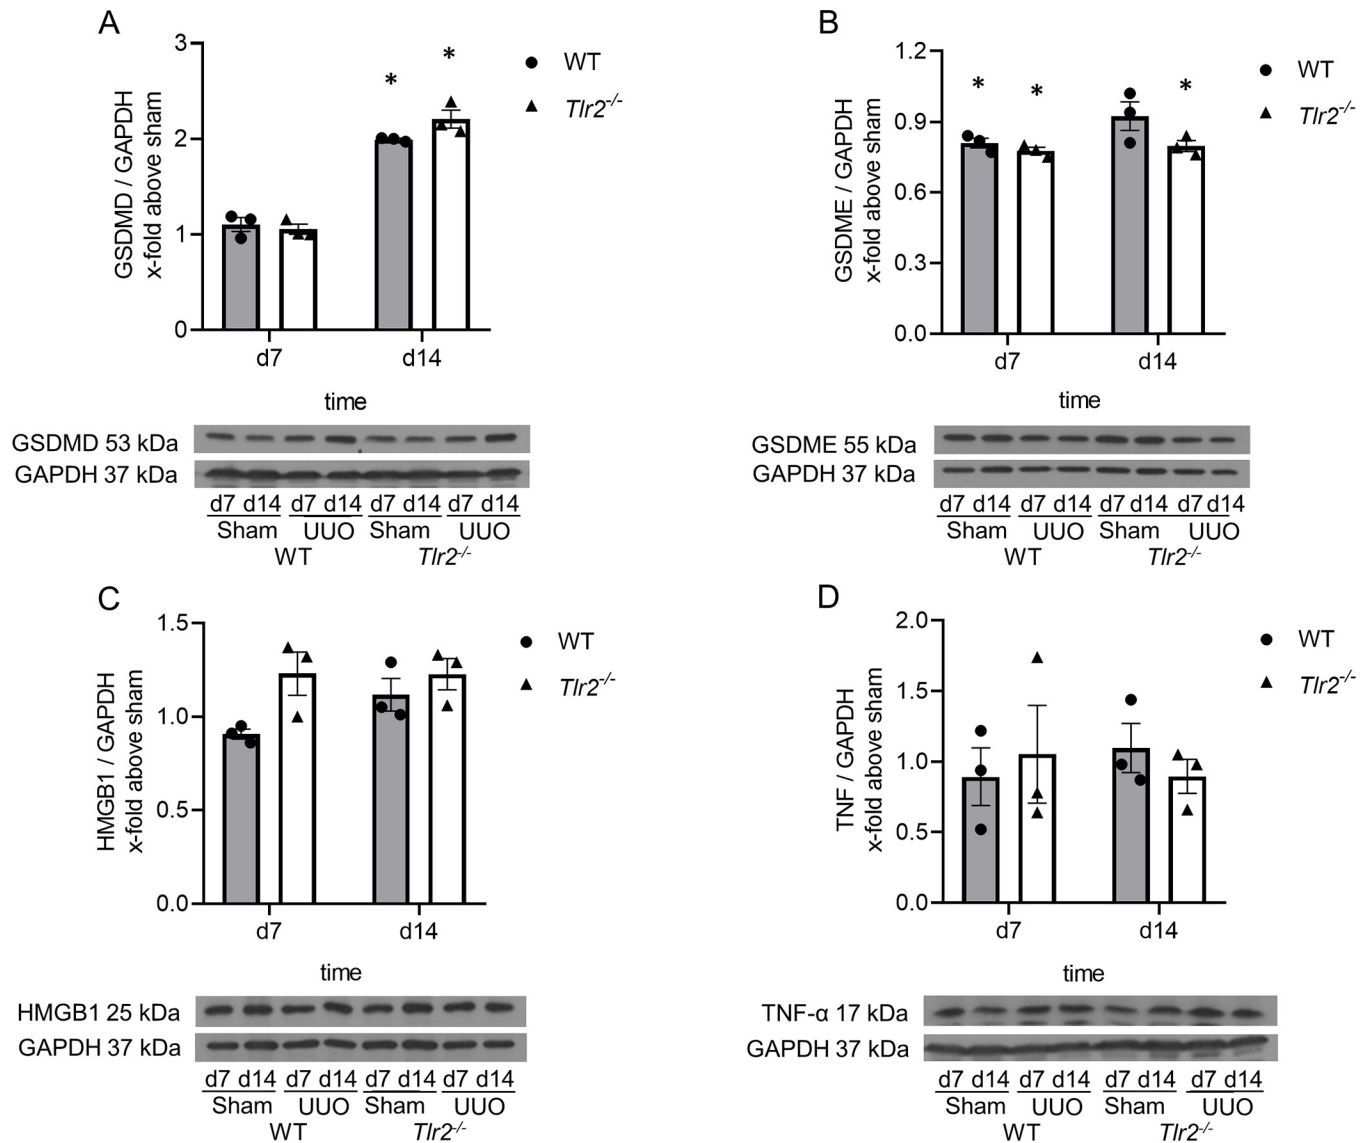 A
3
2
1
0
GSDMD / GAPDH
x-fold above sham
*
*
WT
Tlr2-/-
d7 d14
time
GSDMD 53 kDa
GAPDH 37 kDa
d7 d14 d7 d14 d7 d14 d7 d14
Sham UUO Sham UUO
WT Tlr2-/-
B
1.2
0.9
0.6
0.3
0.0
GSDME / GAPDH
x-fold above sham
* * *
WT
Tlr2-/-
d7 d14
time
GSDME 55 kDa
GAPDH 37 kDa
d7 d14 d7 d14 d7 d14 d7 d14
Sham UUO Sham UUO
WT Tlr2-/-
C
1.5
1.0
0.5
0.0
HMGB1 / GAPDH
x-fold above sham
WT
Tlr2-/-
d7 d14
time
HMGB1 25 kDa
GAPDH 37 kDa
d7 d14 d7 d14 d7 d14 d7 d14
Sham UUO Sham UUO
WT Tlr2-/-
D
2.0
1.5
1.0
0.5
0.0
TNF / GAPDH
x-fold above sham
WT
Tlr2-/-
d7 d14
time
TNF-α 17 kDa
GAPDH 37 kDa
d7 d14 d7 d14 d7 d14 d7 d14
Sham UUO Sham UUO
WT Tlr2-/-